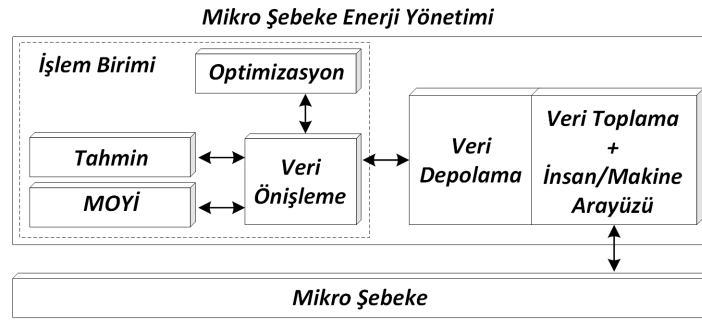 Mikro Şebeke Enerji Yönetimi
İşlem Birimi
Optimizasyon
Tahmin
MOYİ
Veri
Önişleme
Veri
Depolama
Veri Toplama
+
İnsan/Makine
Arayüzü
Mikro Şebeke